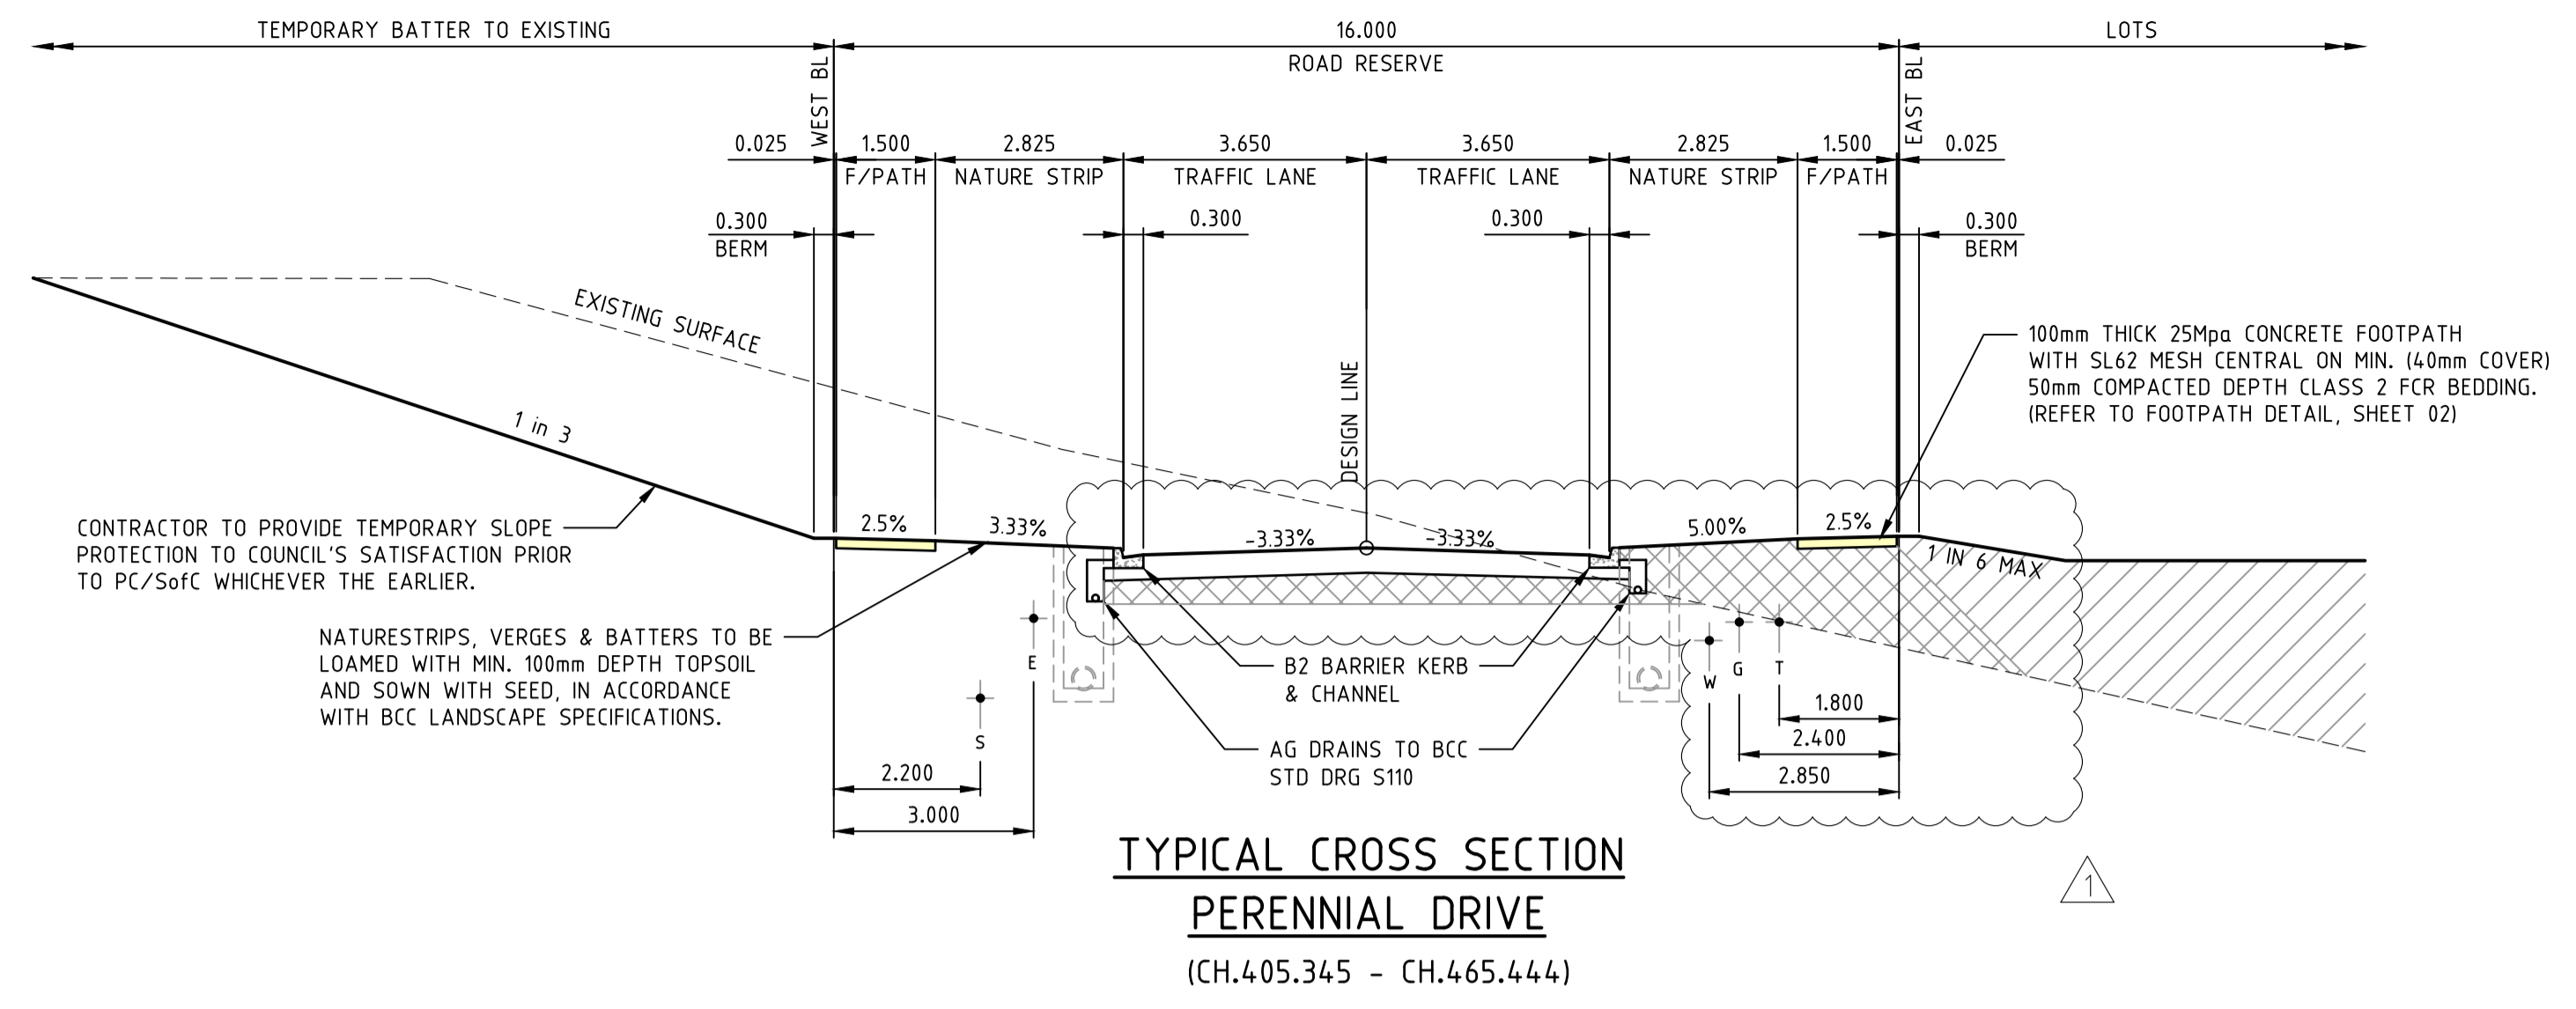 TEMPORARY BATTER TO EXISTING
16.000
LOTS
ROAD RESERVE
WEST BL
EAST BL
0.025
1.500
2.825
3.650
3.650
2.825
1.500
0.025
F/PATH
NATURE STRIP
TRAFFIC LANE
TRAFFIC LANE
NATURE STRIP
F/PATH
0.300
BERM
0.300
0.300
0.300
BERM
EXISTING SURFACE
1 in 3
DESIGN LINE
100mm THICK 25Mpa CONCRETE FOOTPATH
WITH SL62 MESH CENTRAL ON MIN. (40mm COVER)
50mm COMPACTED DEPTH CLASS 2 FCR BEDDING.
(REFER TO FOOTPATH DETAIL, SHEET 02)
2.5%
3.33%
-3.33%
-3.33%
5.00%
2.5%
1 IN 6 MAX
CONTRACTOR TO PROVIDE TEMPORARY SLOPE
PROTECTION TO COUNCIL'S SATISFACTION PRIOR
TO PC/SofC WHICHEVER THE EARLIER.
NATURESTRIPS, VERGES & BATTERS TO BE
LOAMED WITH MIN. 100mm DEPTH TOPSOIL
AND SOWN WITH SEED, IN ACCORDANCE
WITH BCC LANDSCAPE SPECIFICATIONS.
E
S
B2 BARRIER KERB
& CHANNEL
AG DRAINS TO BCC
STD DRG S110
W
G
T
1.800
2.400
2.850
2.200
3.000
TYPICAL CROSS SECTION
PERENNIAL DRIVE
(CH.405.345 - CH.465.444)
1